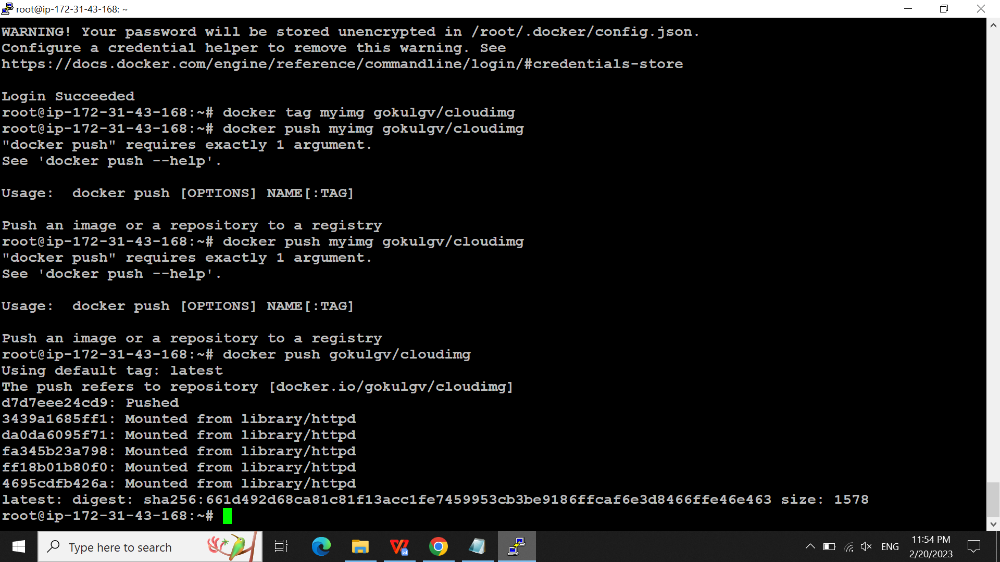 root@ip-172-31-43-168: ~
WARNING! Your password will be stored unencrypted in /root/.docker/config.json.
Configure a credential helper to remove this warning. See
https://docs.docker.com/engine/reference/commandline/login/#credentials-store
Login Succeeded
root@ip-172-31-43-168:~# docker tag myimg gokulgv/cloudimg
root@ip-172-31-43-168:~# docker push myimg gokulgv/cloudimg
"docker push" requires exactly 1 argument.
See 'docker push --help'.
Usage:  docker push [OPTIONS] NAME[:TAG]
Push an image or a repository to a registry
root@ip-172-31-43-168:~# docker push myimg gokulgv/cloudimg
"docker push" requires exactly 1 argument.
See 'docker push --help'.
Usage:  docker push [OPTIONS] NAME[:TAG]
Push an image or a repository to a registry
root@ip-172-31-43-168:~# docker push gokulgv/cloudimg
Using default tag: latest
The push refers to repository [docker.io/gokulgv/cloudimg]
d7d7eee24cd9: Pushed
3439a1685ff1: Mounted from library/httpd
da0da6095f71: Mounted from library/httpd
fa345b23a798: Mounted from library/httpd
ff18b01b80f0: Mounted from library/httpd
4695cdfb426a: Mounted from library/httpd
latest: digest: sha256:661d492d68ca81c81f13acc1fe7459953cb3be9186ffcaf6e3d8466ffe46e463 size: 1578
root@ip-172-31-43-168:~#
Type here to search
ENG
11:54 PM
2/20/2023